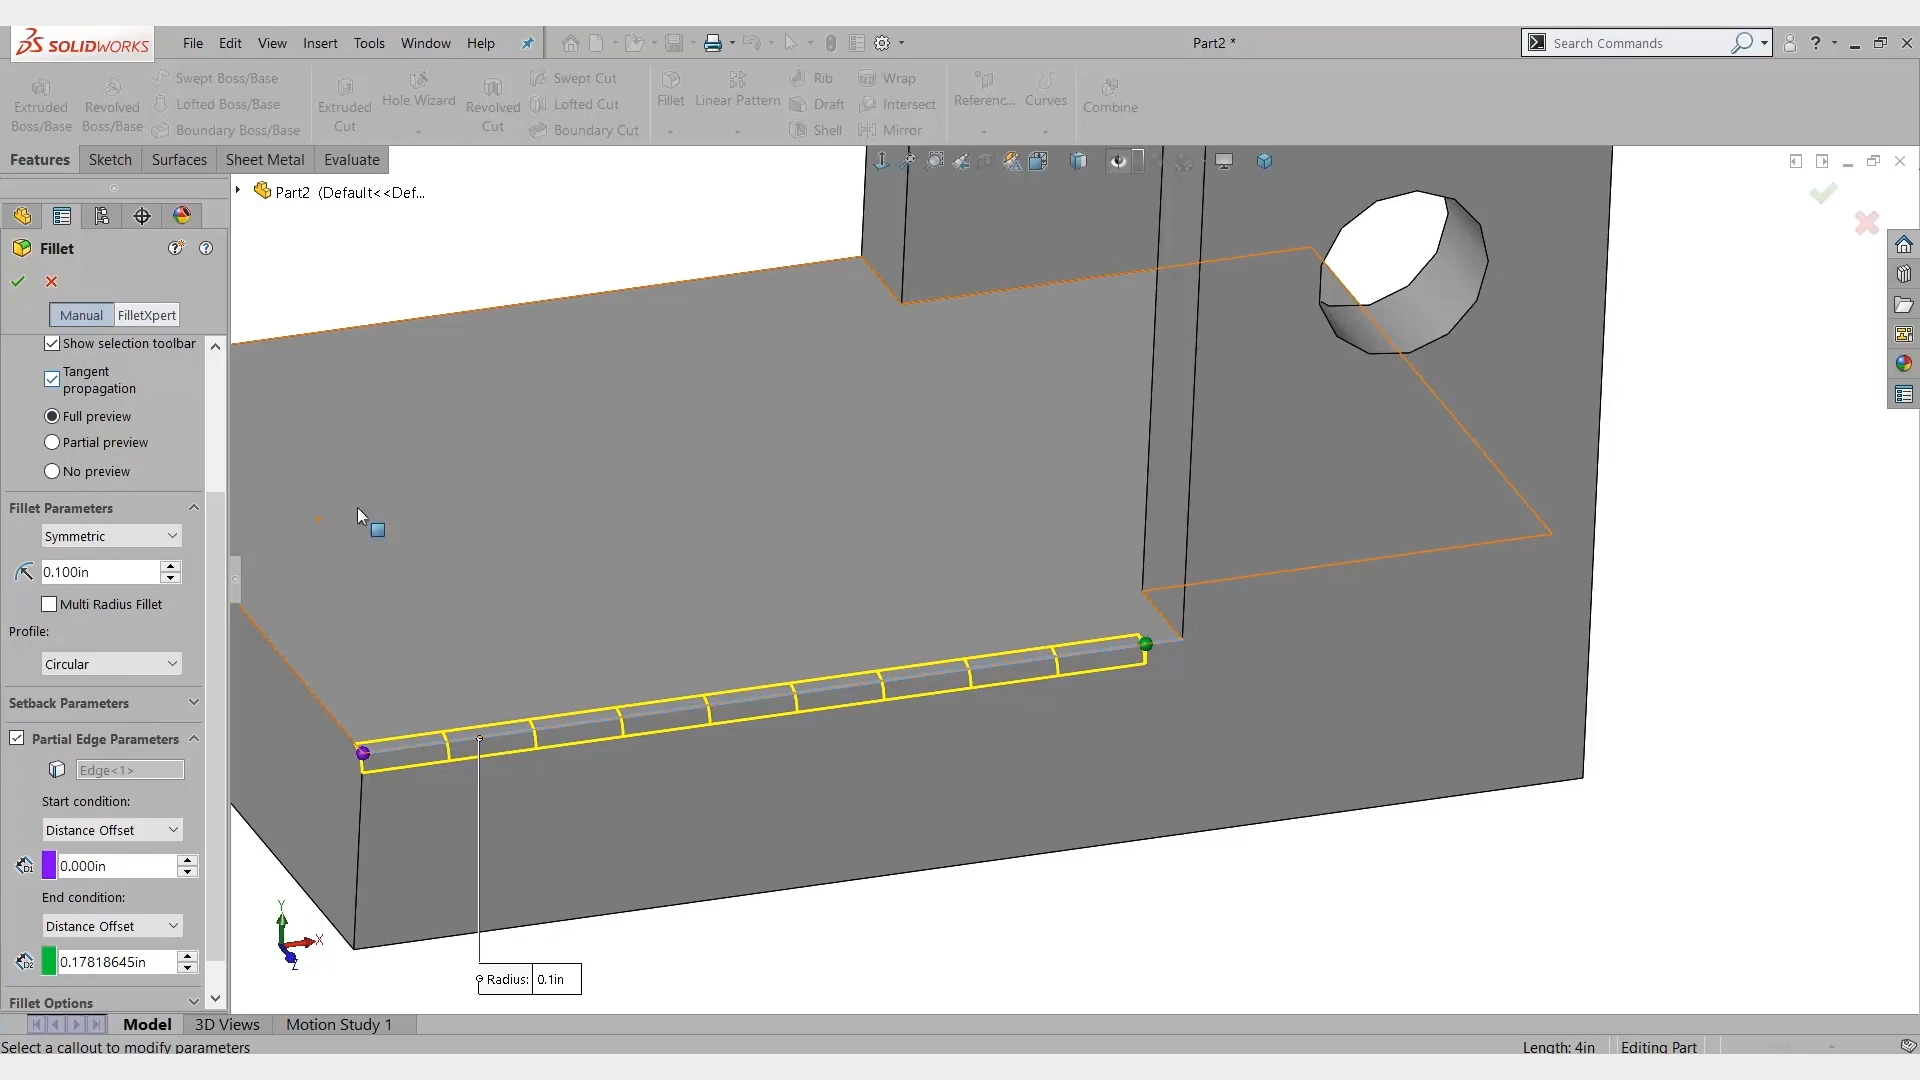 SOLIDWORKS
File Edit View Insert Tools Window Help
Part2 *
Search Commands
?
Extruded
Boss/Base
Revolved
Boss/Base
Swept Boss/Base
Lofted Boss/Base
Boundary Boss/Base
Extruded
Cut
Hole Wizard
Revolved
Cut
Swept Cut
Lofted Cut
Boundary Cut
Fillet
Linear Pattern
Rib
Draft
Shell
Wrap
Intersect
Mirror
Referenc...
Curves
Combine
Features Sketch Surfaces Sheet Metal Evaluate
Part2 (Default<<Def...
Fillet
Manual FilletXpert
Show selection toolbar
Tangent
propagation
Full preview
Partial preview
No preview
Fillet Parameters
Symmetric
0.100in
Multi Radius Fillet
Profile:
Circular
Setback Parameters
Partial Edge Parameters
Edge<1>
Start condition:
Distance Offset
D1 0.000in
End condition:
Distance Offset
D2 0.17818645in
Fillet Options
Y
X
Z
Radius: 0.1in
Model 3D Views Motion Study 1
Select a callout to modify parameters
Length: 4in Editing Part